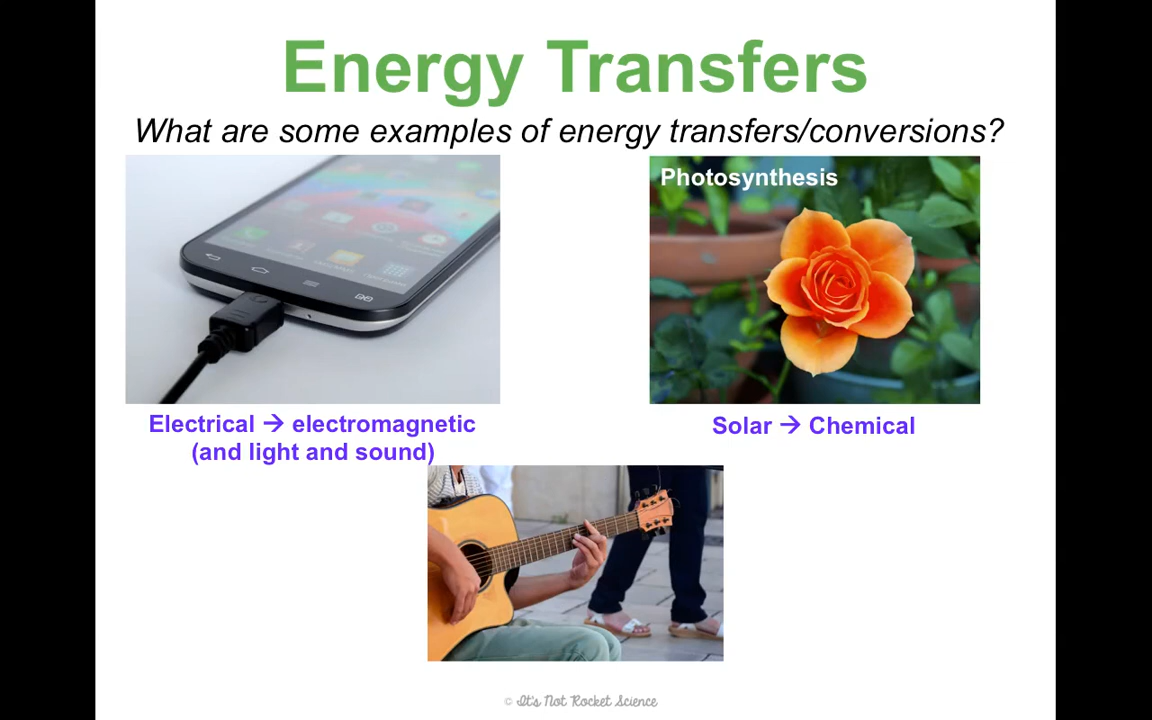 Energy Transfers
What are some examples of energy transfers/conversions?
Photosynthesis
Electrical → electromagnetic
(and light and sound)
Solar → Chemical
© It's Not Rocket Science